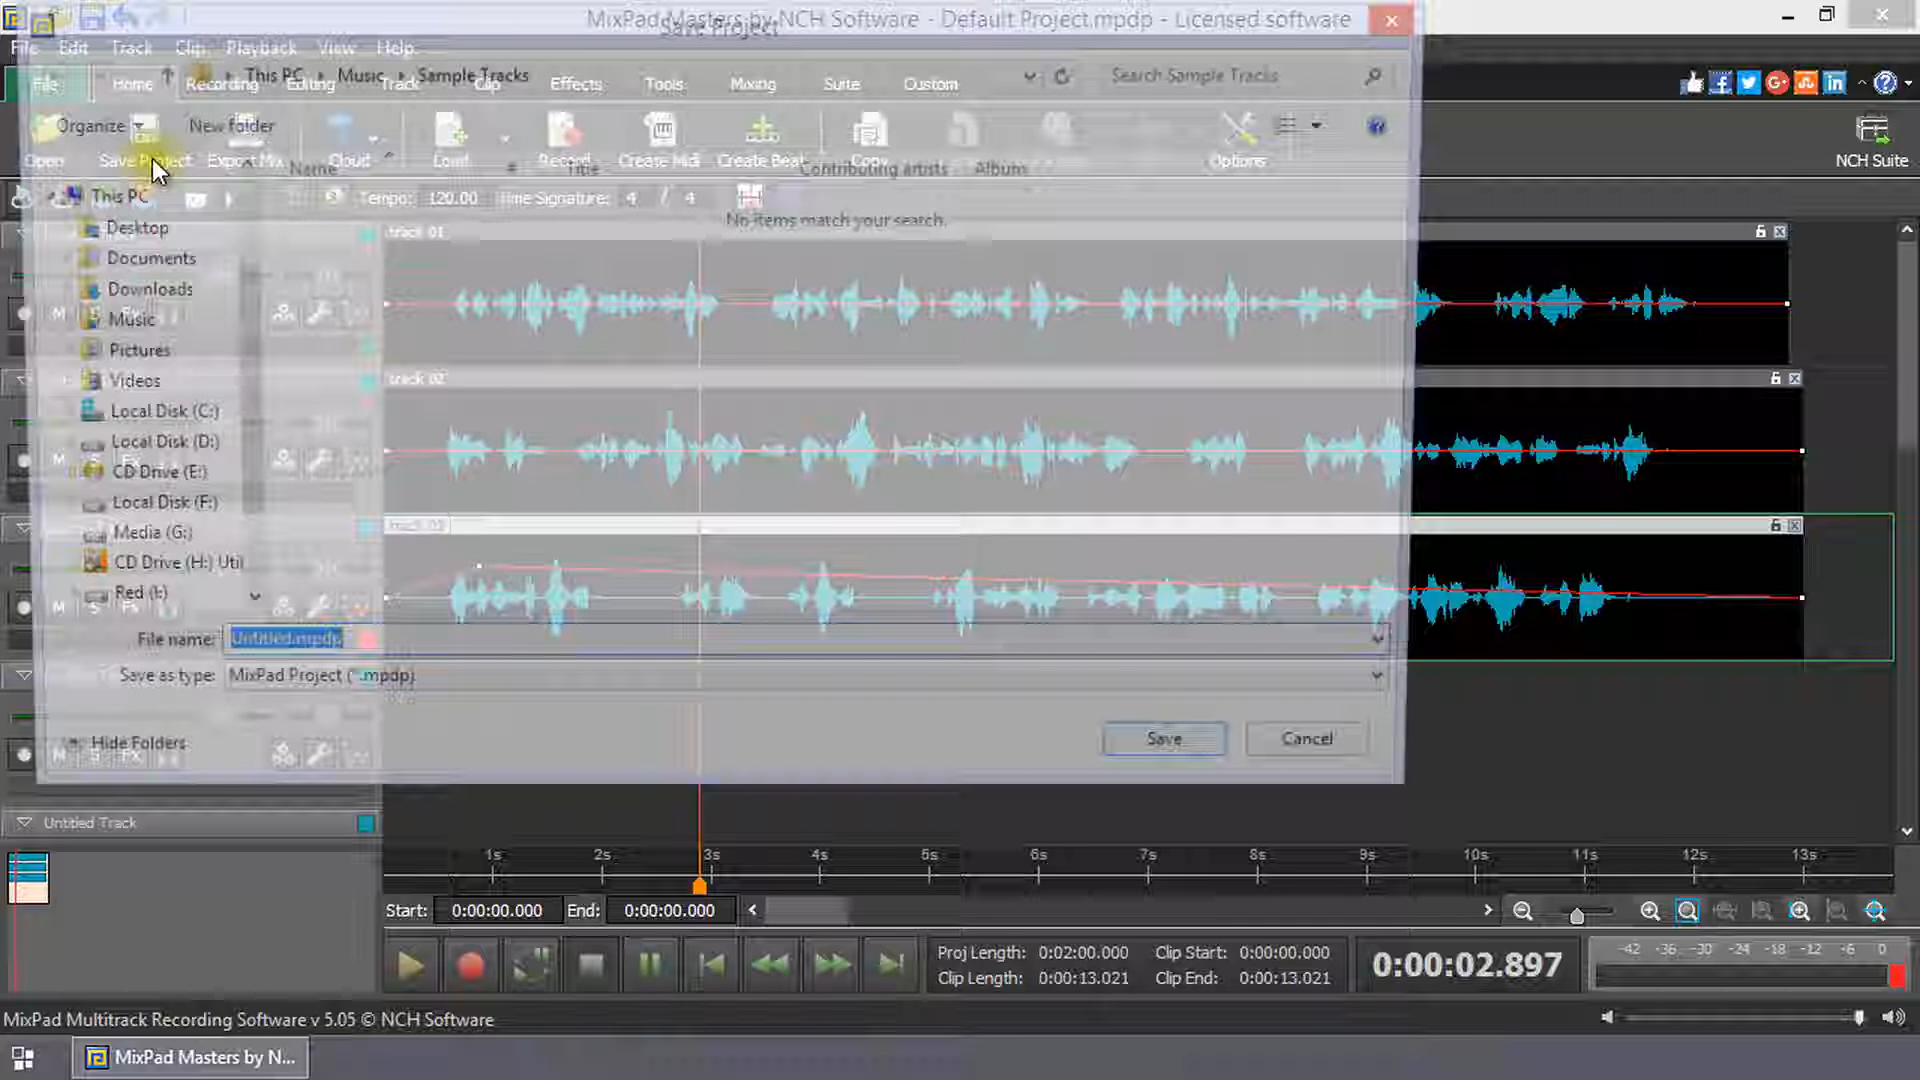 MixPad Masters by NCH Software - Default Project.mpdp - Licensed software
Save Project
File Edit Track Clip Playback View Help
This PC Music Sample Tracks
Search Sample Tracks
File Home Recording Editing Track Clip Effects Tools Mixing Suite Custom
Organize New folder
Open Save Project Export Mix Cloud Load Record Create Midi Create Beat Copy Options NCH Suite
Name # Title Contributing artists Album
This PC
Tempo: 120.00 Time Signature: 4 / 4
No items match your search.
Desktop
track 01
Documents
Downloads
Music
M S Fx
Pictures
Videos
track 02
Local Disk (C:)
Local Disk (D:)
M S
CD Drive (E:)
Local Disk (F:)
track 03
Media (G:)
CD Drive (H:) Util
Red (I:)
M S Fx
File name: Untitled.mpdp
Save as type: MixPad Project (*.mpdp)
Hide Folders
Save Cancel
M S Fx
Untitled Track
1s 2s 3s 4s 5s 6s 7s 8s 9s 10s 11s 12s 13s
Start: 0:00:00.000 End: 0:00:00.000
Proj Length: 0:02:00.000 Clip Start: 0:00:00.000
Clip Length: 0:00:13.021 Clip End: 0:00:13.021
0:00:02.897
-42 -36 -30 -24 -18 -12 -6 0
MixPad Multitrack Recording Software v 5.05 © NCH Software
MixPad Masters by N...